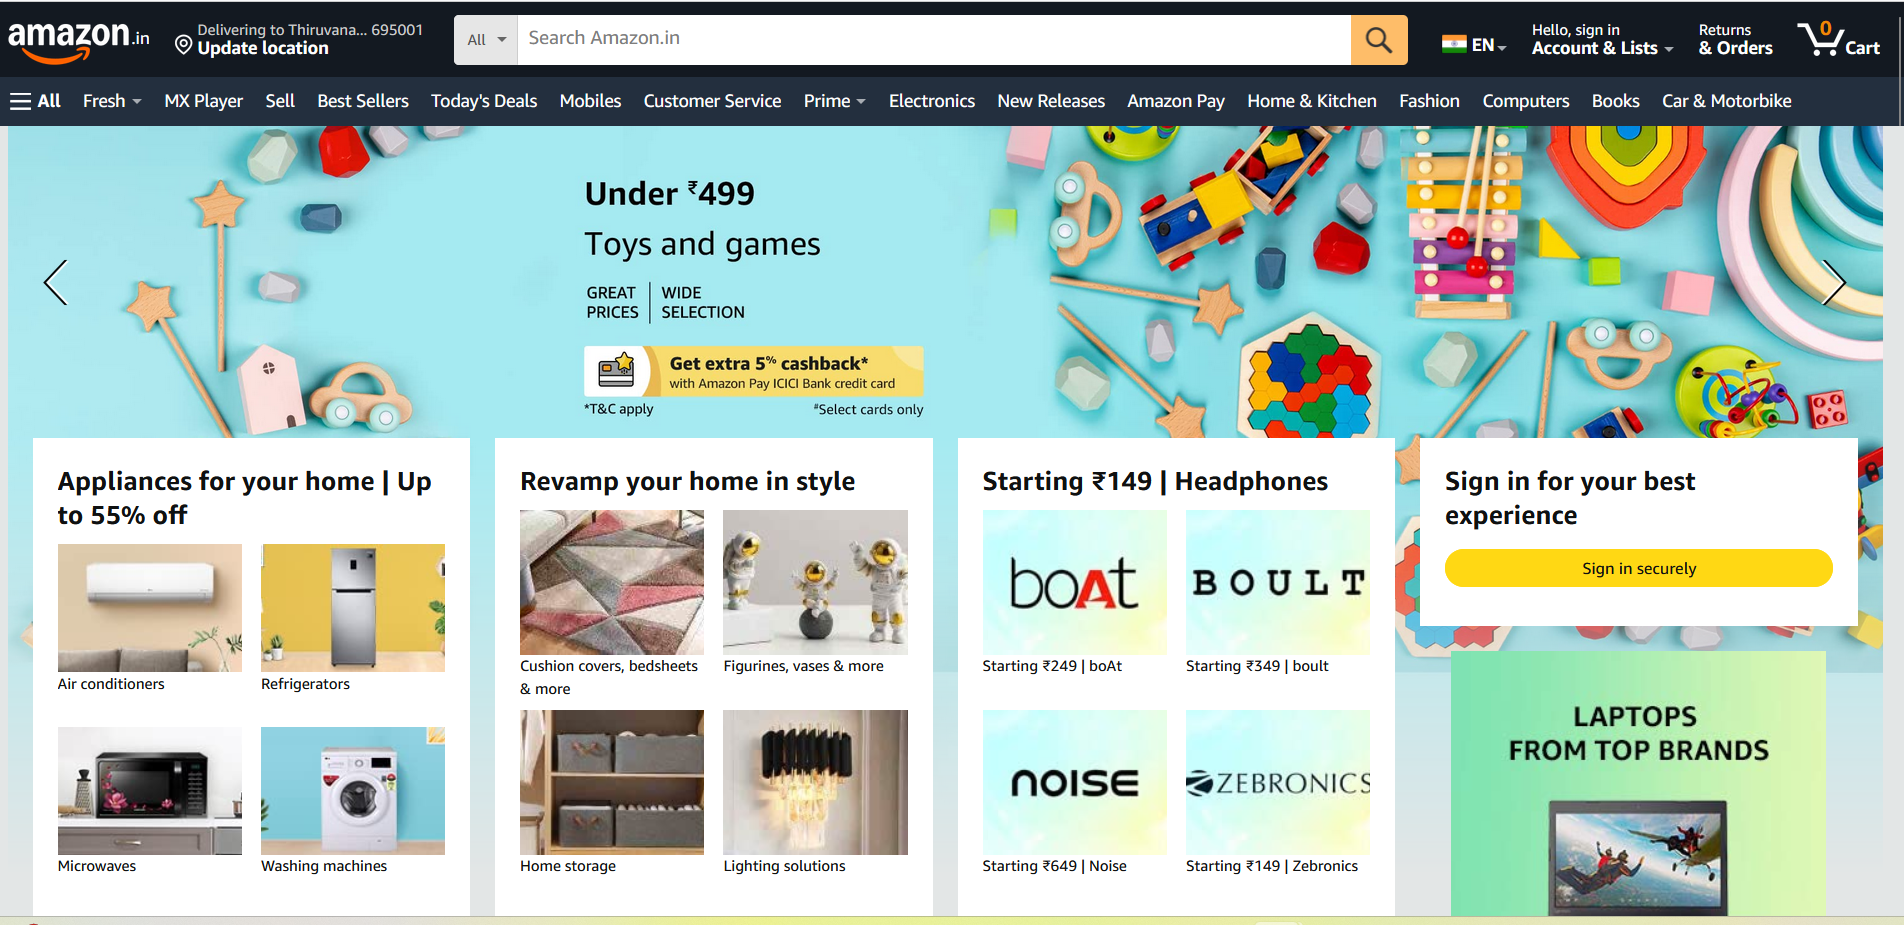 amazon.in
Delivering to Thiruvana... 695001
Update location
All
Search Amazon.in
EN
Hello, sign in
Account & Lists
Returns
& Orders
0
Cart
All
Fresh
MX Player
Sell
Best Sellers
Today's Deals
Mobiles
Customer Service
Prime
Electronics
New Releases
Amazon Pay
Home & Kitchen
Fashion
Computers
Books
Car & Motorbike
Under ₹499
Toys and games
GREAT PRICES | WIDE SELECTION
Get extra 5% cashback*
with Amazon Pay ICICI Bank credit card
*T&C apply
#Select cards only
Appliances for your home | Up
to 55% off
Air conditioners
Refrigerators
Microwaves
Washing machines
Revamp your home in style
Cushion covers, bedsheets
& more
Figurines, vases & more
Home storage
Lighting solutions
Starting ₹149 | Headphones
boAt
BOULT
Starting ₹249 | boAt
Starting ₹349 | boult
NOISE
ZEBRONICS
Starting ₹649 | Noise
Starting ₹149 | Zebronics
Sign in for your best
experience
Sign in securely
LAPTOPS
FROM TOP BRANDS